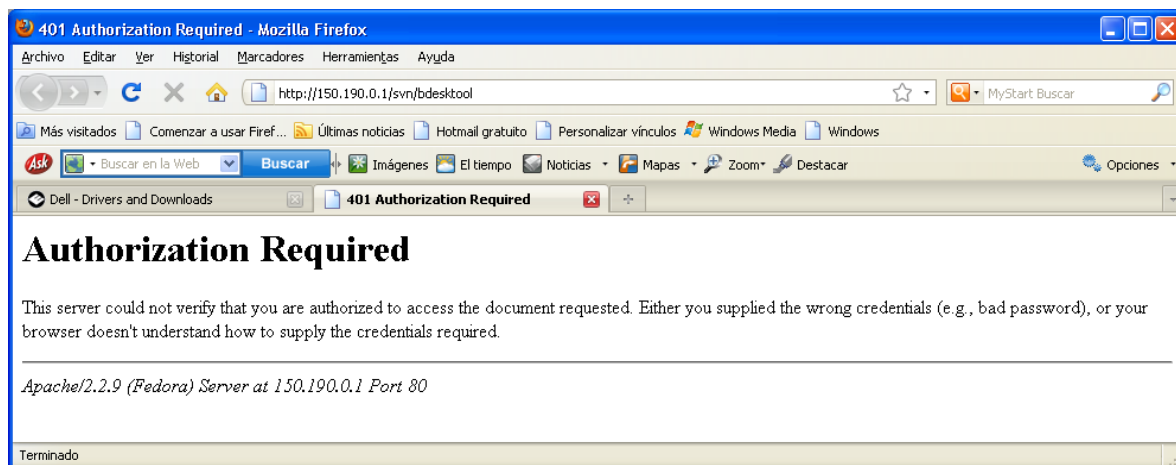 401 Authorization Required - Mozilla Firefox
Archivo Editar Ver Historial Marcadores Herramientas Ayuda
http://150.190.0.1/svn/bdesktool MyStart Buscar
Más visitados Comenzar a usar Firef... Últimas noticias Hotmail gratuito Personalizar vínculos Windows Media Windows
Ask Buscar en la Web Buscar Imágenes El tiempo Noticias Mapas Zoom Destacar Opciones
Dell - Drivers and Downloads 401 Authorization Required
Authorization Required
This server could not verify that you are authorized to access the document requested. Either you supplied the wrong credentials (e.g., bad password), or your
browser doesn't understand how to supply the credentials required.
Apache/2.2.9 (Fedora) Server at 150.190.0.1 Port 80
Terminado